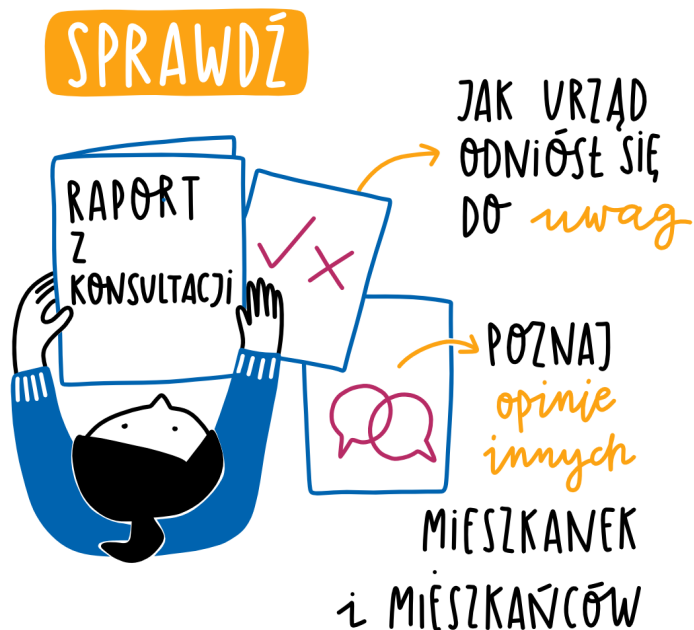 SPRAWDŹ
RAPORT
Z
KONSULTACJI
JAK URZĄD
ODNIÓSŁ SIĘ
DO uwag
POZNAJ
opinie
innych
MIESZKANEK
i MIESZKAŃCÓW